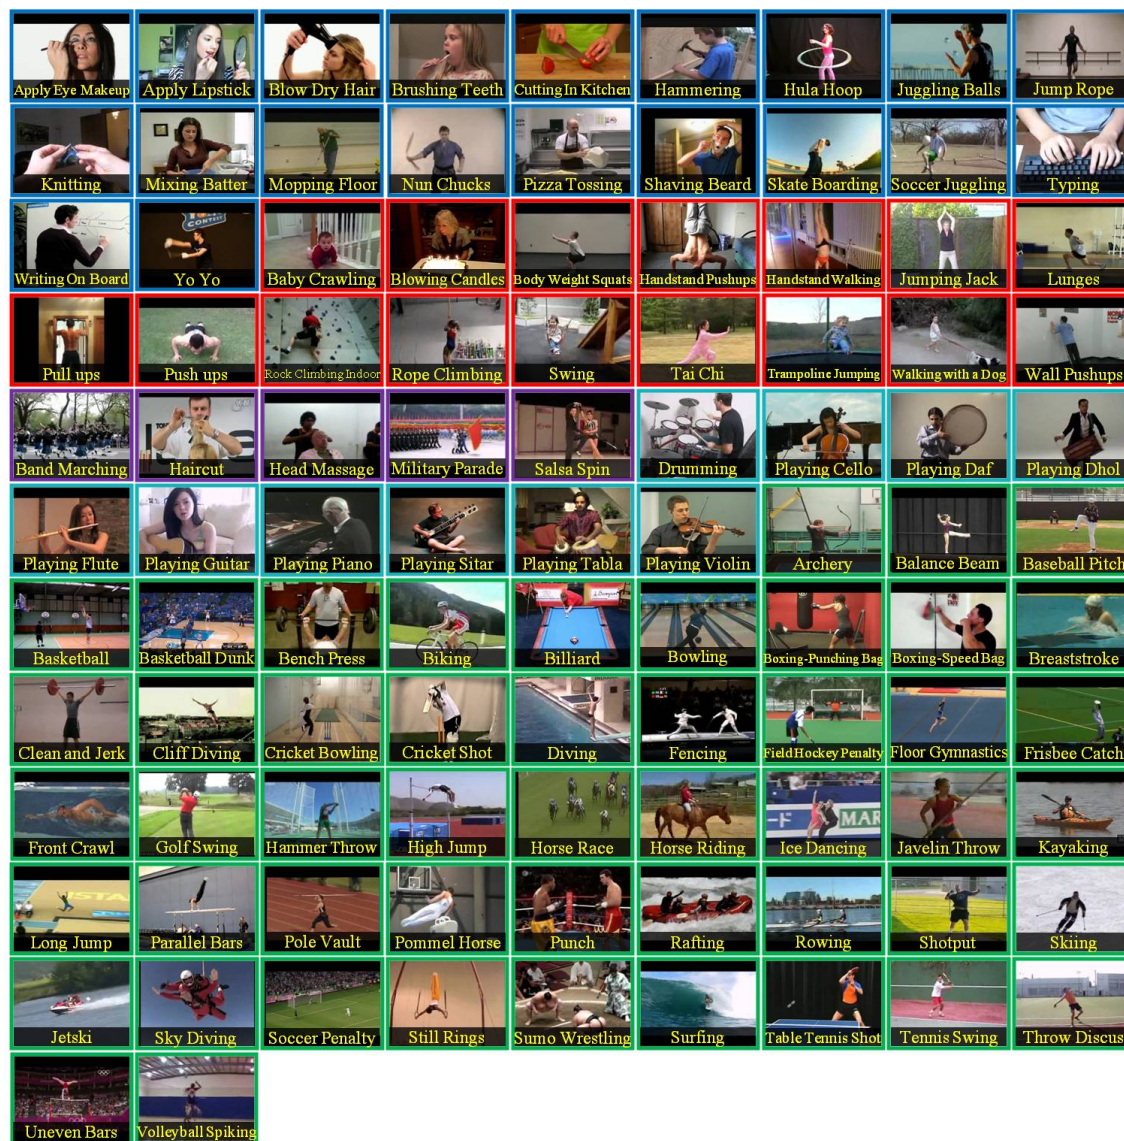 Apply Eye Makeup
Apply Lipstick
Blow Dry Hair
Brushing Teeth
Cutting In Kitchen
Hammering
Hula Hoop
Juggling Balls
Jump Rope
Knitting
Mixing Batter
Mopping Floor
Nun Chucks
Pizza Tossing
Shaving Beard
Skate Boarding
Soccer Juggling
Typing
Writing On Board
Yo Yo
CONTEST
Baby Crawling
Blowing Candles
Body Weight Squats
Handstand Pushups
Handstand Walking
Jumping Jack
Lunges
Pull ups
Push ups
Rock Climbing Indoor
Rope Climbing
Swing
Tai Chi
Trampoline Jumping
Walking with a Dog
Wall Pushups
Band Marching
Haircut
Head Massage
Military Parade
Salsa Spin
Drumming
Playing Cello
Playing Daf
Playing Dhol
Playing Flute
Playing Guitar
Playing Piano
Playing Sitar
Playing Tabla
Playing Violin
Archery
Balance Beam
Baseball Pitch
Basketball
Basketball Dunk
Bench Press
Biking
Billiard
Bowling
Boxing-Punching Bag
Boxing-Speed Bag
Breaststroke
Clean and Jerk
Cliff Diving
Cricket Bowling
Cricket Shot
Diving
Fencing
Field Hockey Penalty
Floor Gymnastics
Frisbee Catch
Front Crawl
Golf Swing
Hammer Throw
High Jump
Horse Race
Horse Riding
Ice Dancing
MAR
Javelin Throw
Kayaking
Long Jump
Parallel Bars
Pole Vault
Pommel Horse
Punch
Rafting
Rowing
Shotput
Skiing
Jetski
Sky Diving
Soccer Penalty
Still Rings
Sumo Wrestling
Surfing
Table Tennis Shot
Tennis Swing
Throw Discus
Uneven Bars
Volleyball Spiking